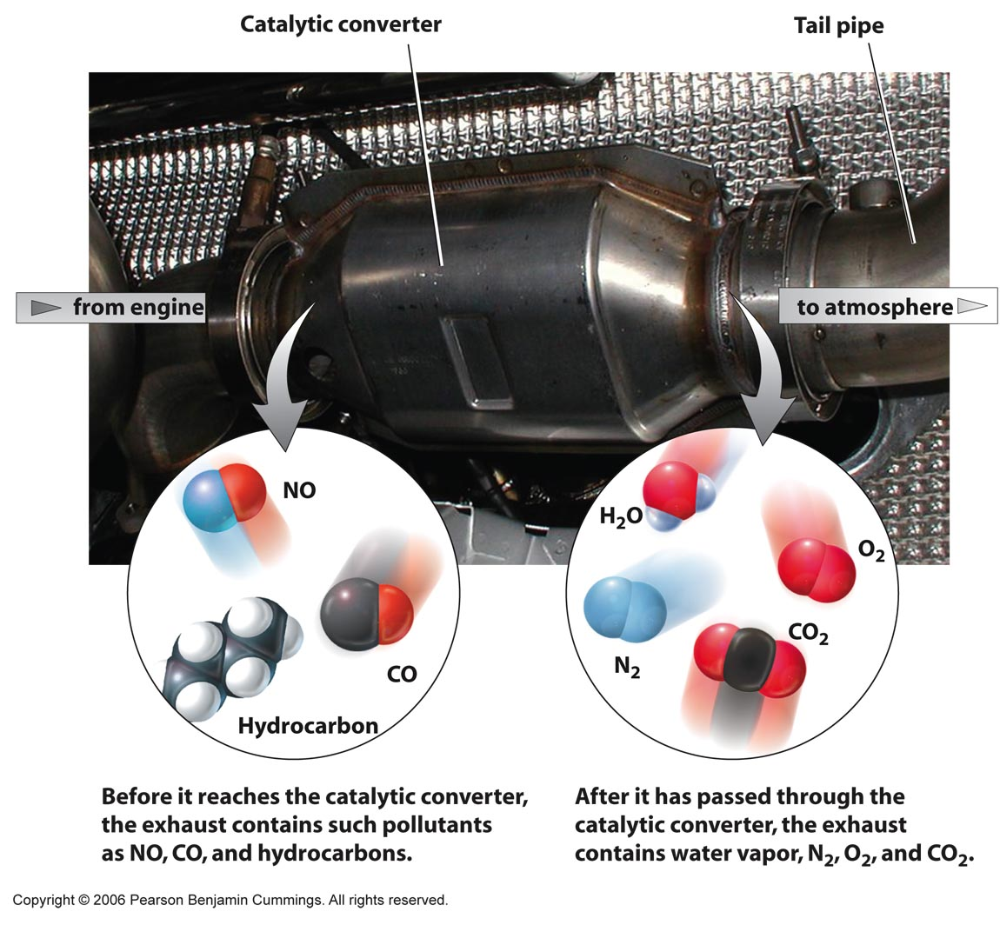 Catalytic converter
Tail pipe
from engine
to atmosphere
NO
CO
Hydrocarbon
H₂O
O₂
N₂
CO₂
Before it reaches the catalytic converter,
the exhaust contains such pollutants
as NO, CO, and hydrocarbons.
After it has passed through the
catalytic converter, the exhaust
contains water vapor, N₂, O₂, and CO₂.
Copyright © 2006 Pearson Benjamin Cummings. All rights reserved.